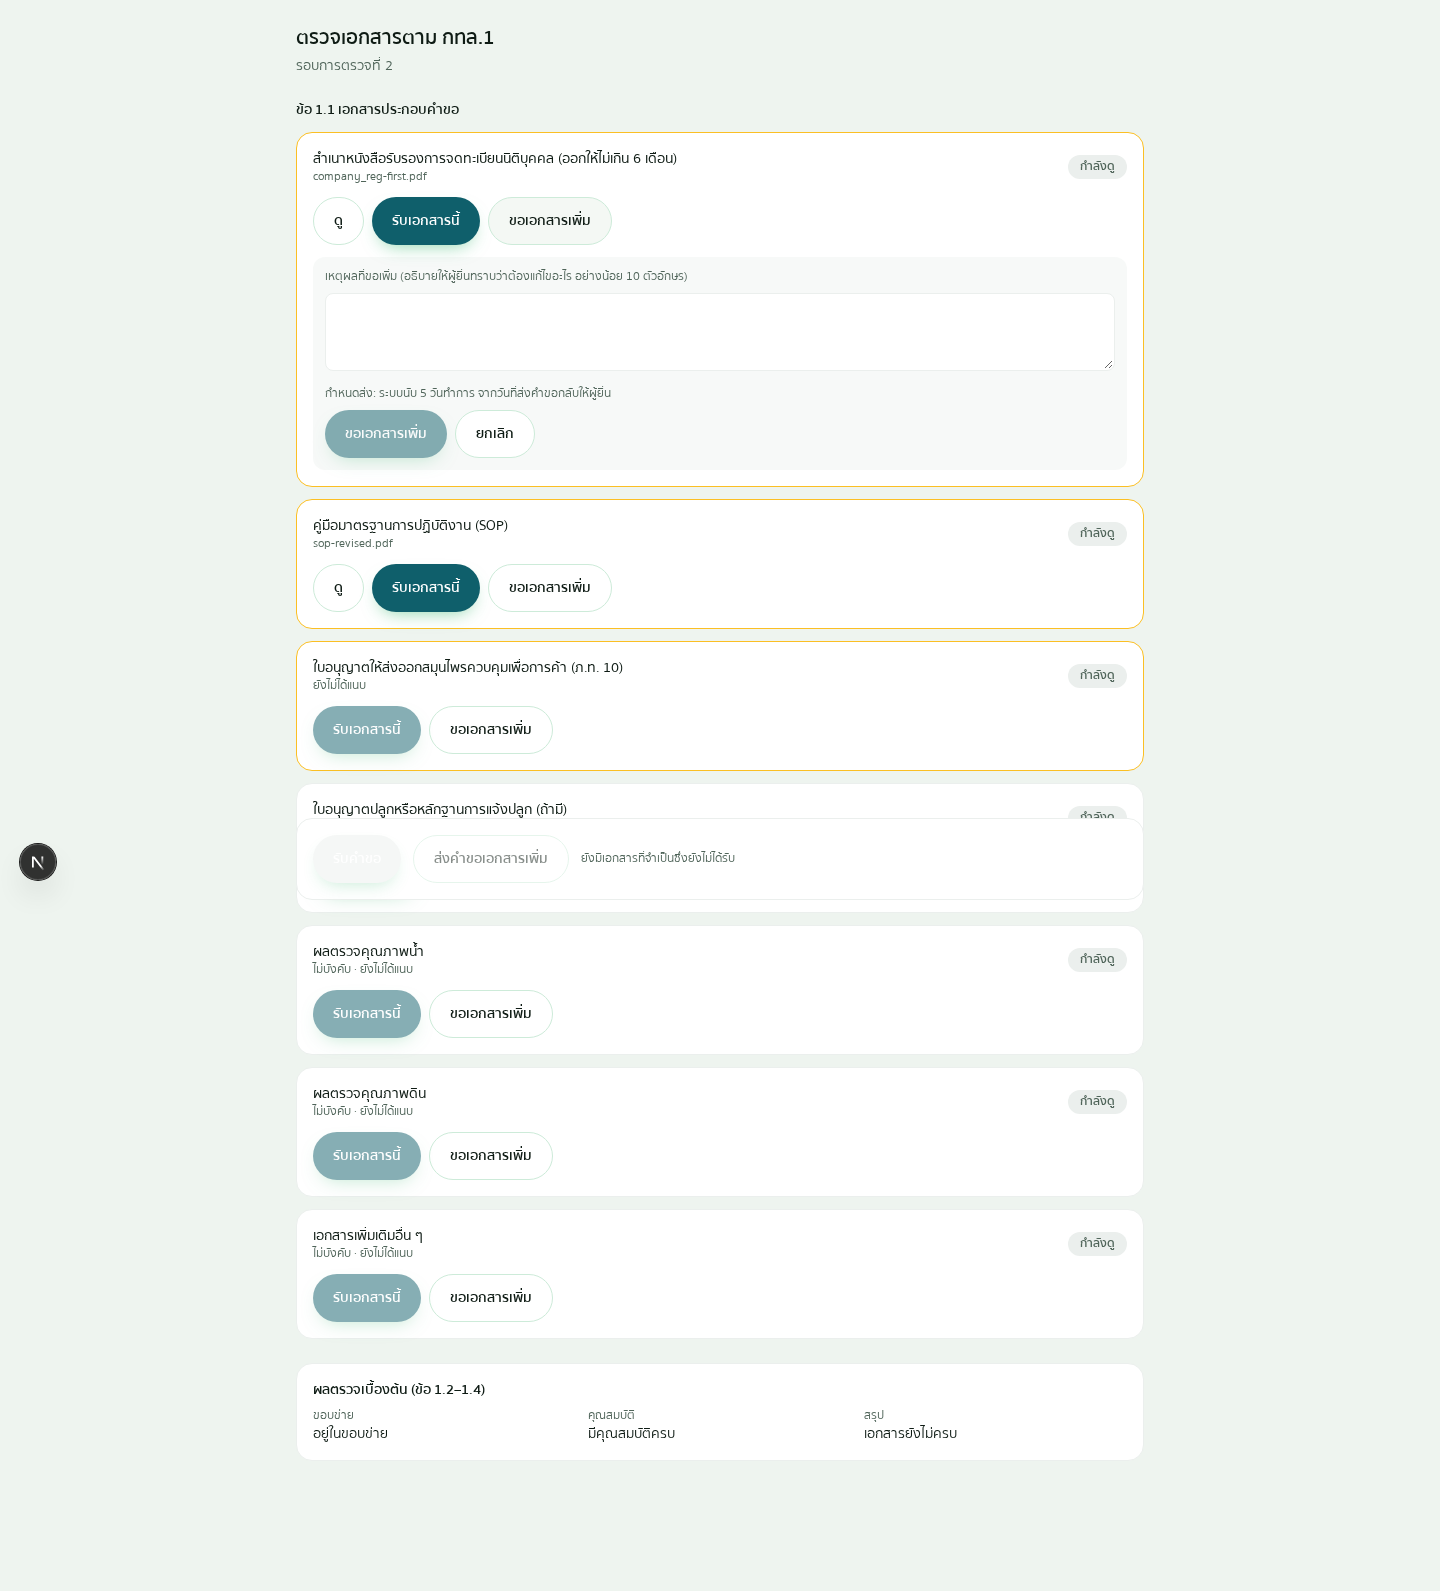 ตรวจเอกสารตาม กทล.1
รอบการตรวจที่ 2
ข้อ 1.1 เอกสารประกอบคำขอ
สำเนาหนังสือรับรองการจดทะเบียนนิติบุคคล (ออกให้ไม่เกิน 6 เดือน)
company_reg-first.pdf
กำลังดู
ดู
รับเอกสารนี้
ขอเอกสารเพิ่ม
เหตุผลที่ขอเพิ่ม (อธิบายให้ผู้ยื่นทราบว่าต้องแก้ไขอะไร อย่างน้อย 10 ตัวอักษร)
กำหนดส่ง: ระบบนับ 5 วันทำการ จากวันที่ส่งคำขอกลับให้ผู้ยื่น
ขอเอกสารเพิ่ม
ยกเลิก
คู่มือมาตรฐานการปฏิบัติงาน (SOP)
sop-revised.pdf
กำลังดู
ดู
รับเอกสารนี้
ขอเอกสารเพิ่ม
ใบอนุญาตให้ส่งออกสมุนไพรควบคุมเพื่อการค้า (ภ.ท. 10)
ยังไม่ได้แนบ
กำลังดู
รับเอกสารนี้
ขอเอกสารเพิ่ม
ใบอนุญาตปลูกหรือหลักฐานการแจ้งปลูก (ถ้ามี)
กำลังดู
รับคำขอ
ส่งคำขอเอกสารเพิ่ม
ยังมีเอกสารที่จำเป็นซึ่งยังไม่ได้รับ
N
ผลตรวจคุณภาพน้ำ
ไม่บังคับ · ยังไม่ได้แนบ
กำลังดู
รับเอกสารนี้
ขอเอกสารเพิ่ม
ผลตรวจคุณภาพดิน
ไม่บังคับ · ยังไม่ได้แนบ
กำลังดู
รับเอกสารนี้
ขอเอกสารเพิ่ม
เอกสารเพิ่มเติมอื่น ๆ
ไม่บังคับ · ยังไม่ได้แนบ
กำลังดู
รับเอกสารนี้
ขอเอกสารเพิ่ม
ผลตรวจเบื้องต้น (ข้อ 1.2–1.4)
ขอบข่าย
อยู่ในขอบข่าย
คุณสมบัติ
มีคุณสมบัติครบ
สรุป
เอกสารยังไม่ครบ